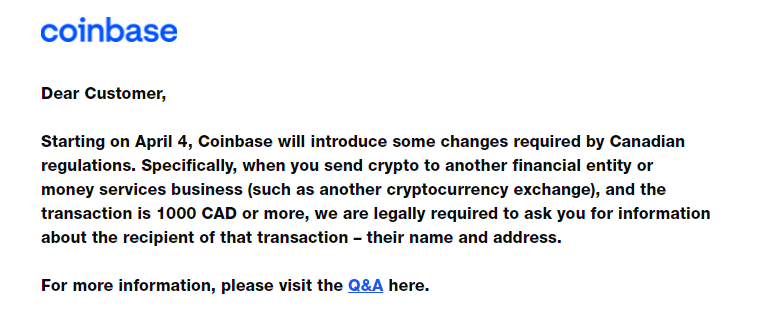 coinbase
Dear Customer,
Starting on April 4, Coinbase will introduce some changes required by Canadian
regulations. Specifically, when you send crypto to another financial entity or
money services business (such as another cryptocurrency exchange), and the
transaction is 1000 CAD or more, we are legally required to ask you for information
about the recipient of that transaction – their name and address.
For more information, please visit the Q&A here.